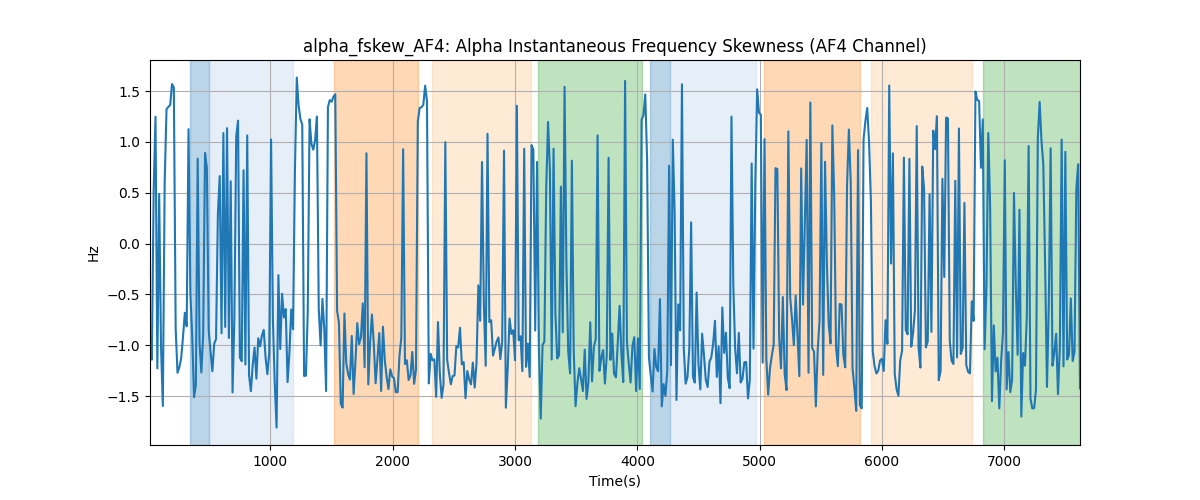 alpha_fskew_AF4: Alpha Instantaneous Frequency Skewness (AF4 Channel)
Hz
1.5
1.0
0.5
0.0
−0.5
−1.0
−1.5
1000 2000 3000 4000 5000 6000 7000
Time(s)